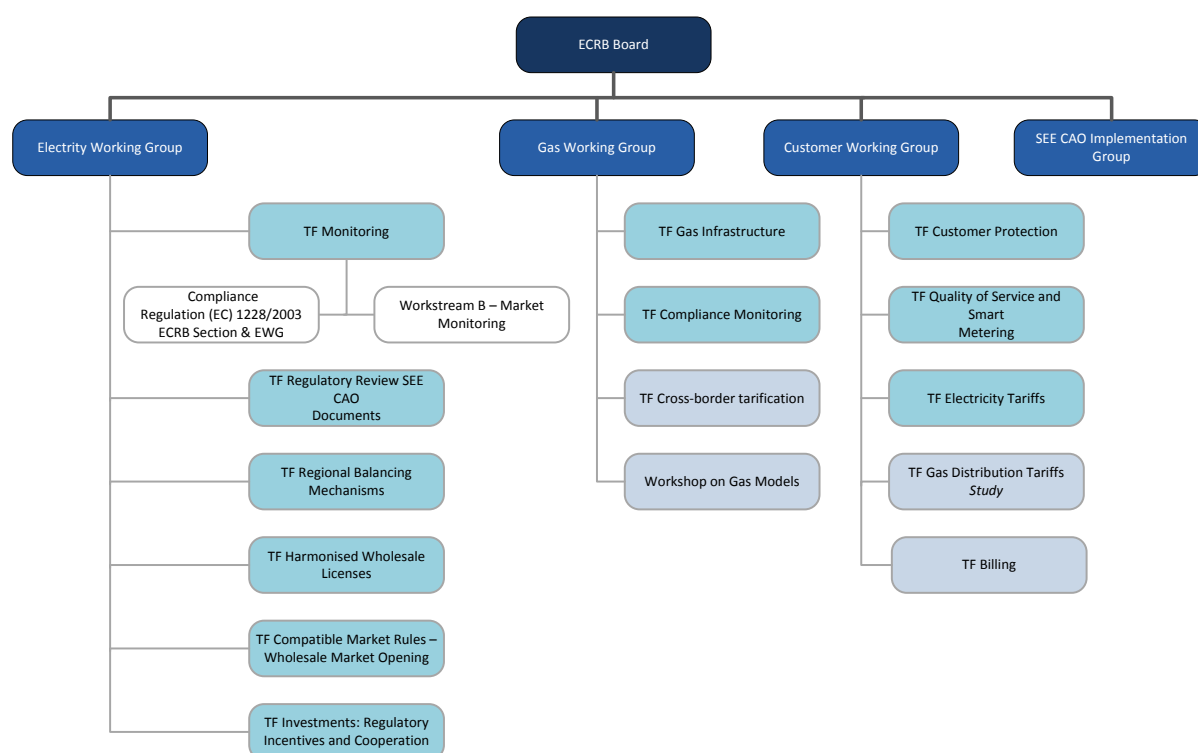 ECRB Board
Electrity Working Group
Gas Working Group
Customer Working Group
SEE CAO Implementation
Group
TF Monitoring
Compliance
Regulation (EC) 1228/2003
ECRB Section & EWG
Workstream B – Market
Monitoring
TF Regulatory Review SEE
CAO
Documents
TF Regional Balancing
Mechanisms
TF Harmonised Wholesale
Licenses
TF Compatible Market Rules –
Wholesale Market Opening
TF Investments: Regulatory
Incentives and Cooperation
TF Gas Infrastructure
TF Compliance Monitoring
TF Cross-border tarification
Workshop on Gas Models
TF Customer Protection
TF Quality of Service and
Smart
Metering
TF Electricity Tariffs
TF Gas Distribution Tariffs
Study
TF Billing